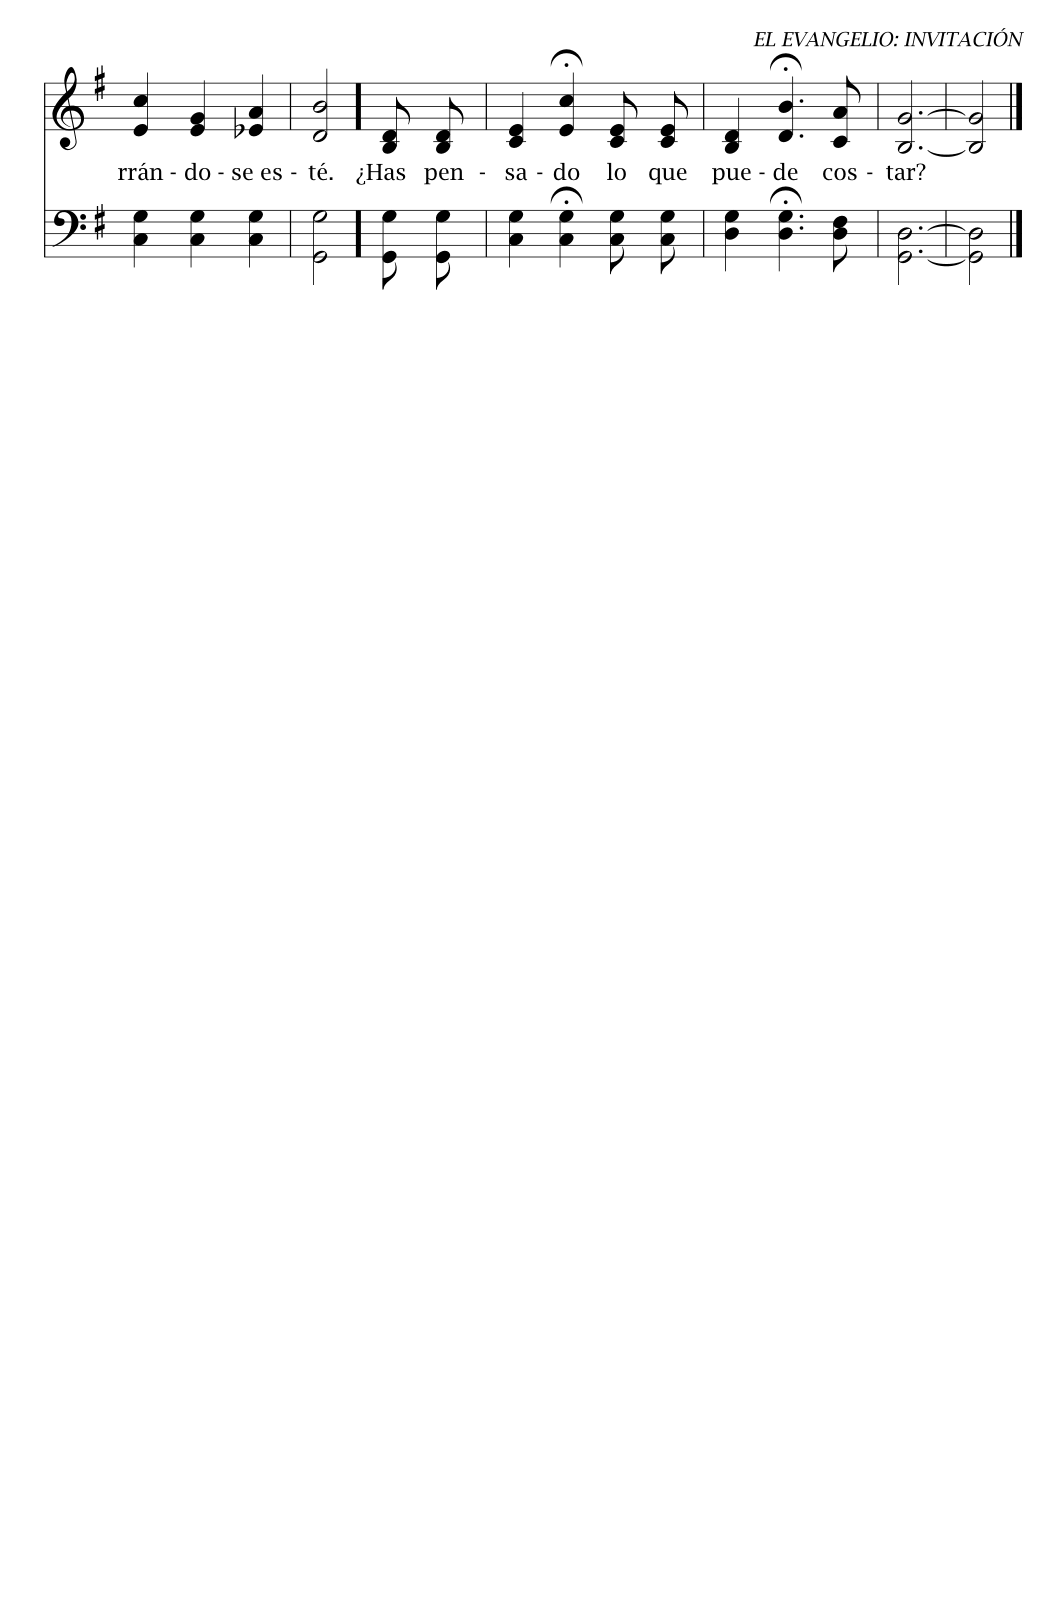 EL EVANGELIO: INVITACIÓN
rrán - do - se es - té. ¿Has pen - sa - do lo que pue - de cos - tar?